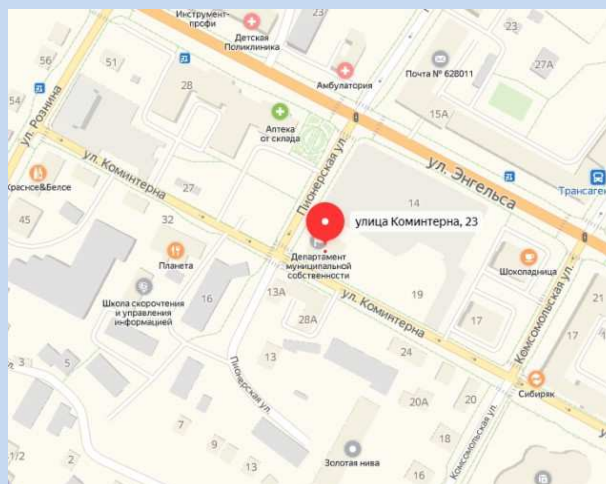 Инструмент-
профи
23
Детская
Поликлиника
56
51
ул. Рознина
28
Амбулатория
Почта № 628011
27А
54
Аптека
от склада
15А
ул. Коминтерна
Пионерская ул.
ул. Энгельса
Трансаген
Красное&Белое
27
14
45
32
улица Коминтерна, 23
Планета
Департамент
муниципальной
собственности
Шоколадница
Школа скорочтения
и управления
информацией
16
13А
ул. Коминтерна
19
28А
17
17
21
Комсомольская ул.
3
5
Пионерская ул.
13
24
Сибиряк
20А
20
7
9
18
Комсомольская ул.
1/2
2
13
Золотая нива
16